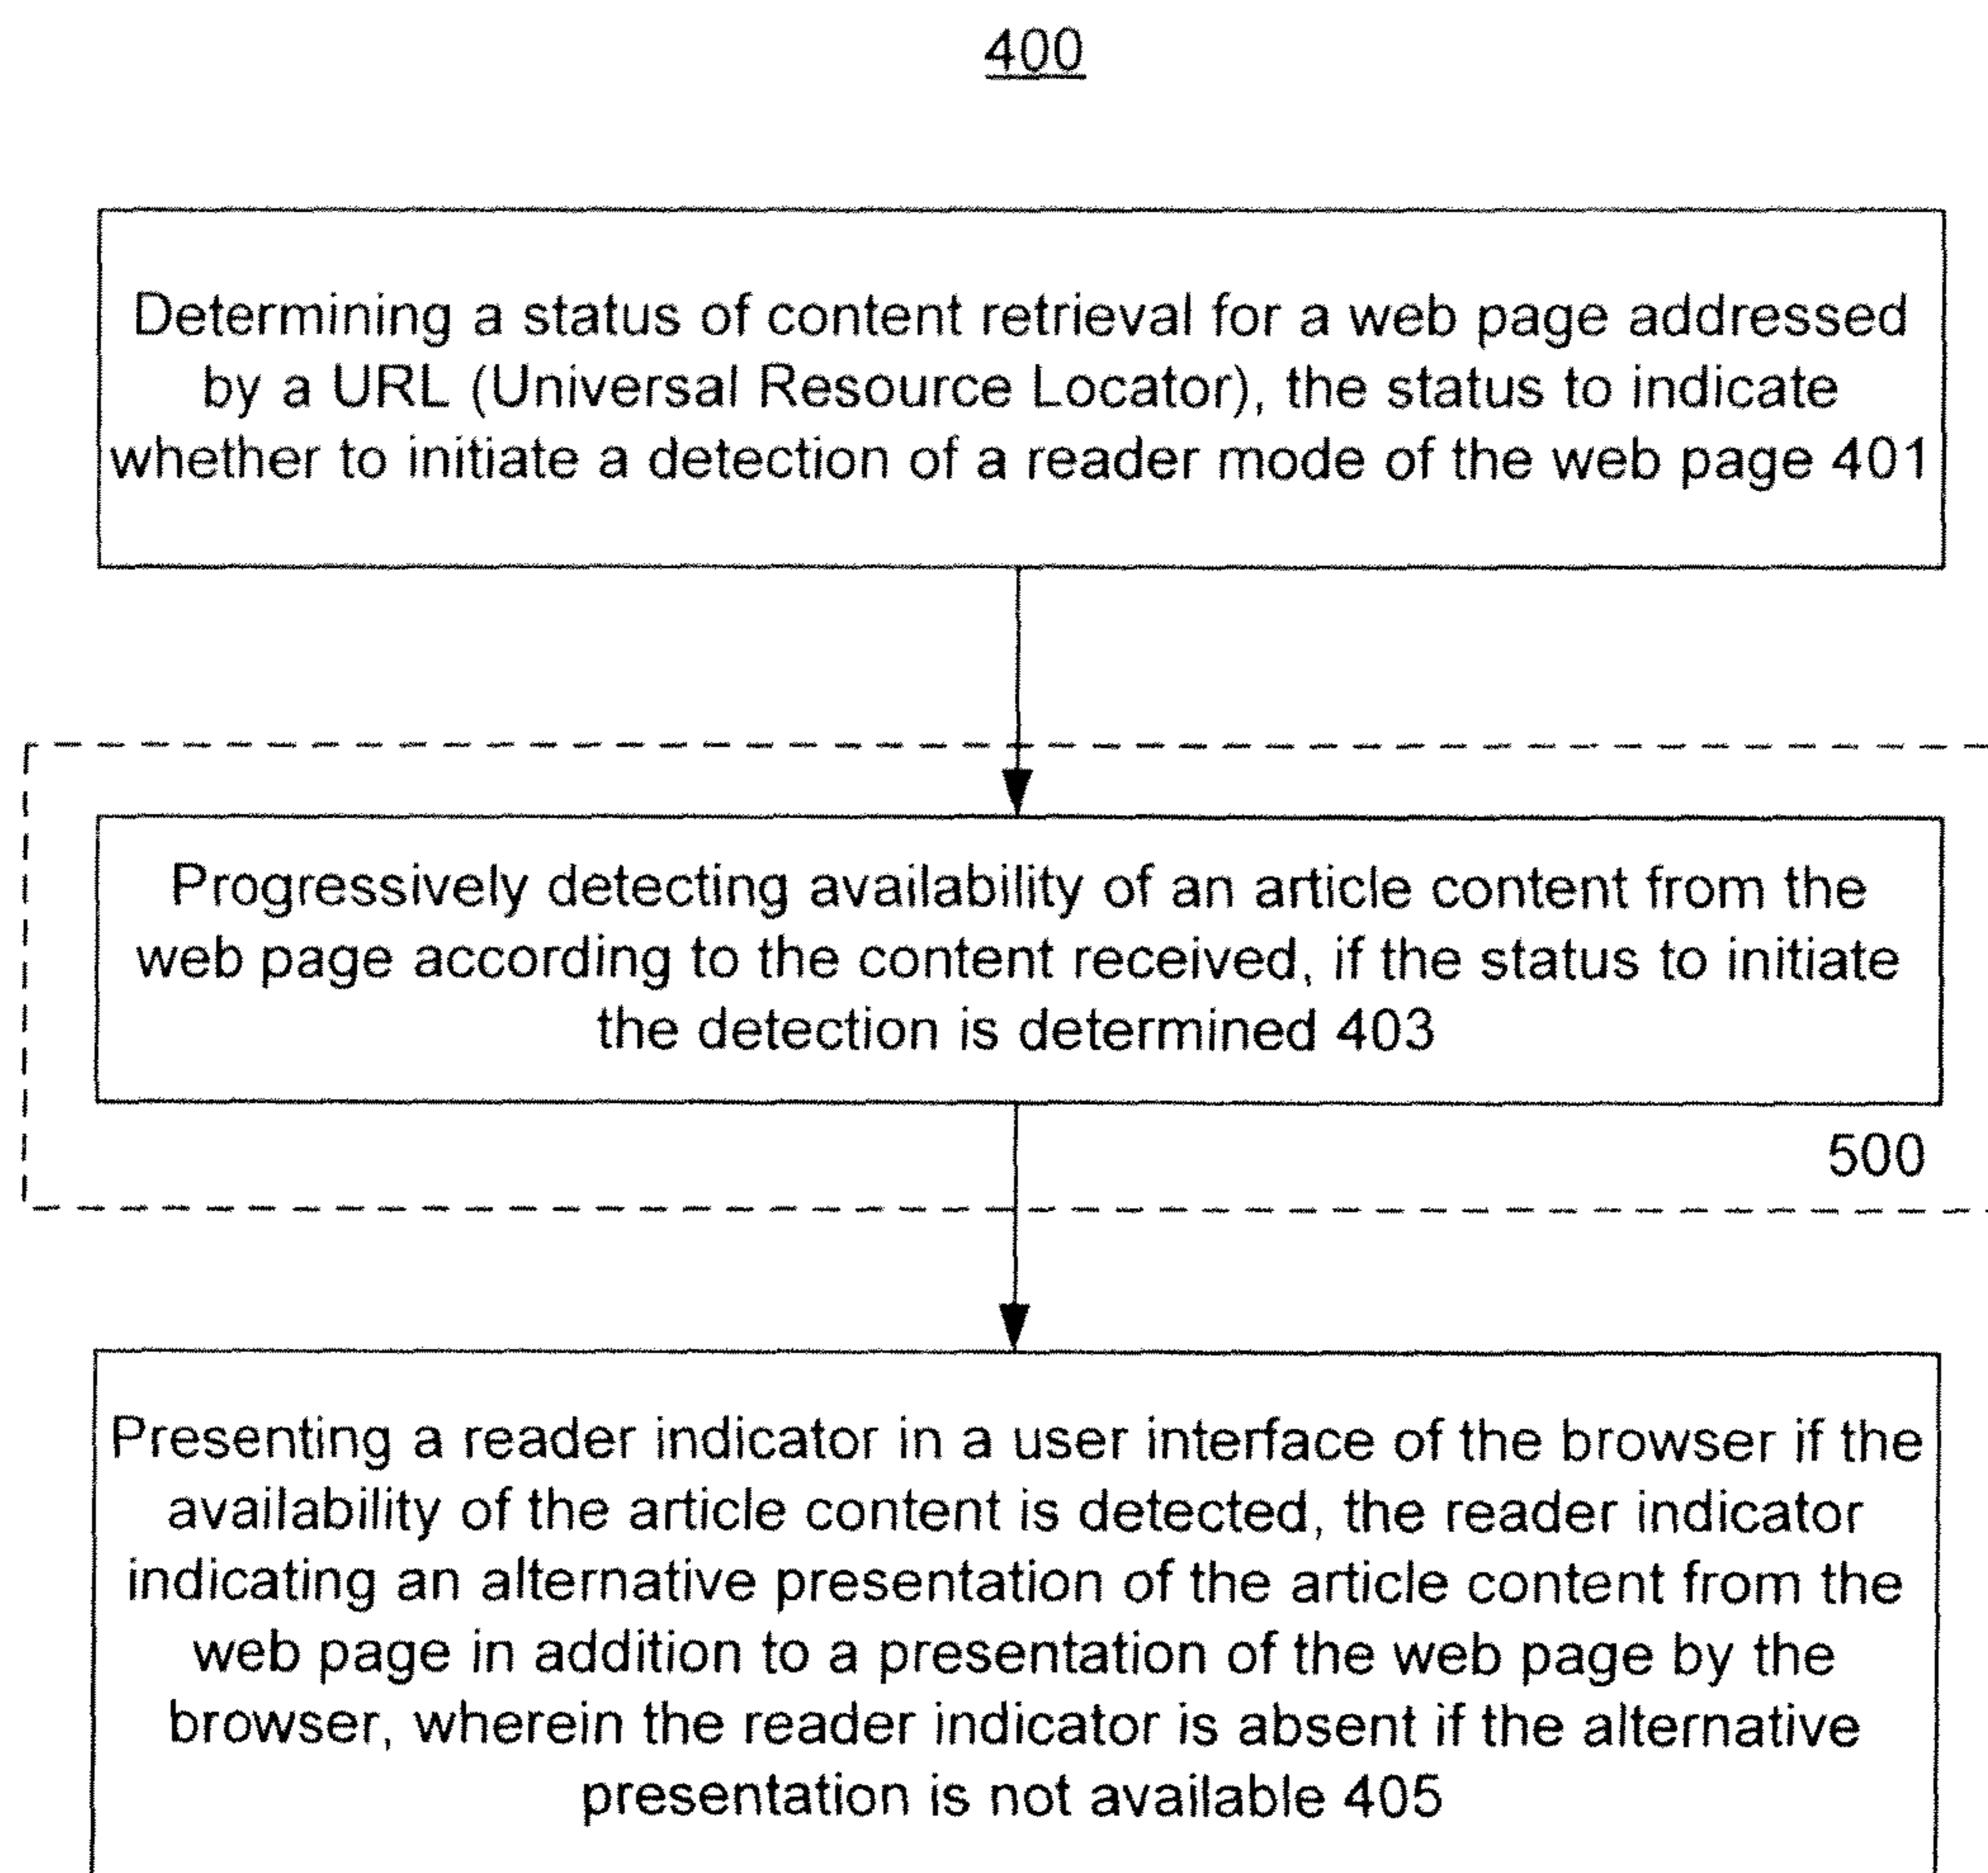 400
Determining a status of content retrieval for a web page addressed
by a URL (Universal Resource Locator), the status to indicate
whether to initiate a detection of a reader mode of the web page 401
Progressively detecting availability of an article content from the
web page according to the content received, if the status to initiate
the detection is determined 403
500
Presenting a reader indicator in a user interface of the browser if the
availability of the article content is detected, the reader indicator
indicating an alternative presentation of the article content from the
web page in addition to a presentation of the web page by the
browser, wherein the reader indicator is absent if the alternative
presentation is not available 405